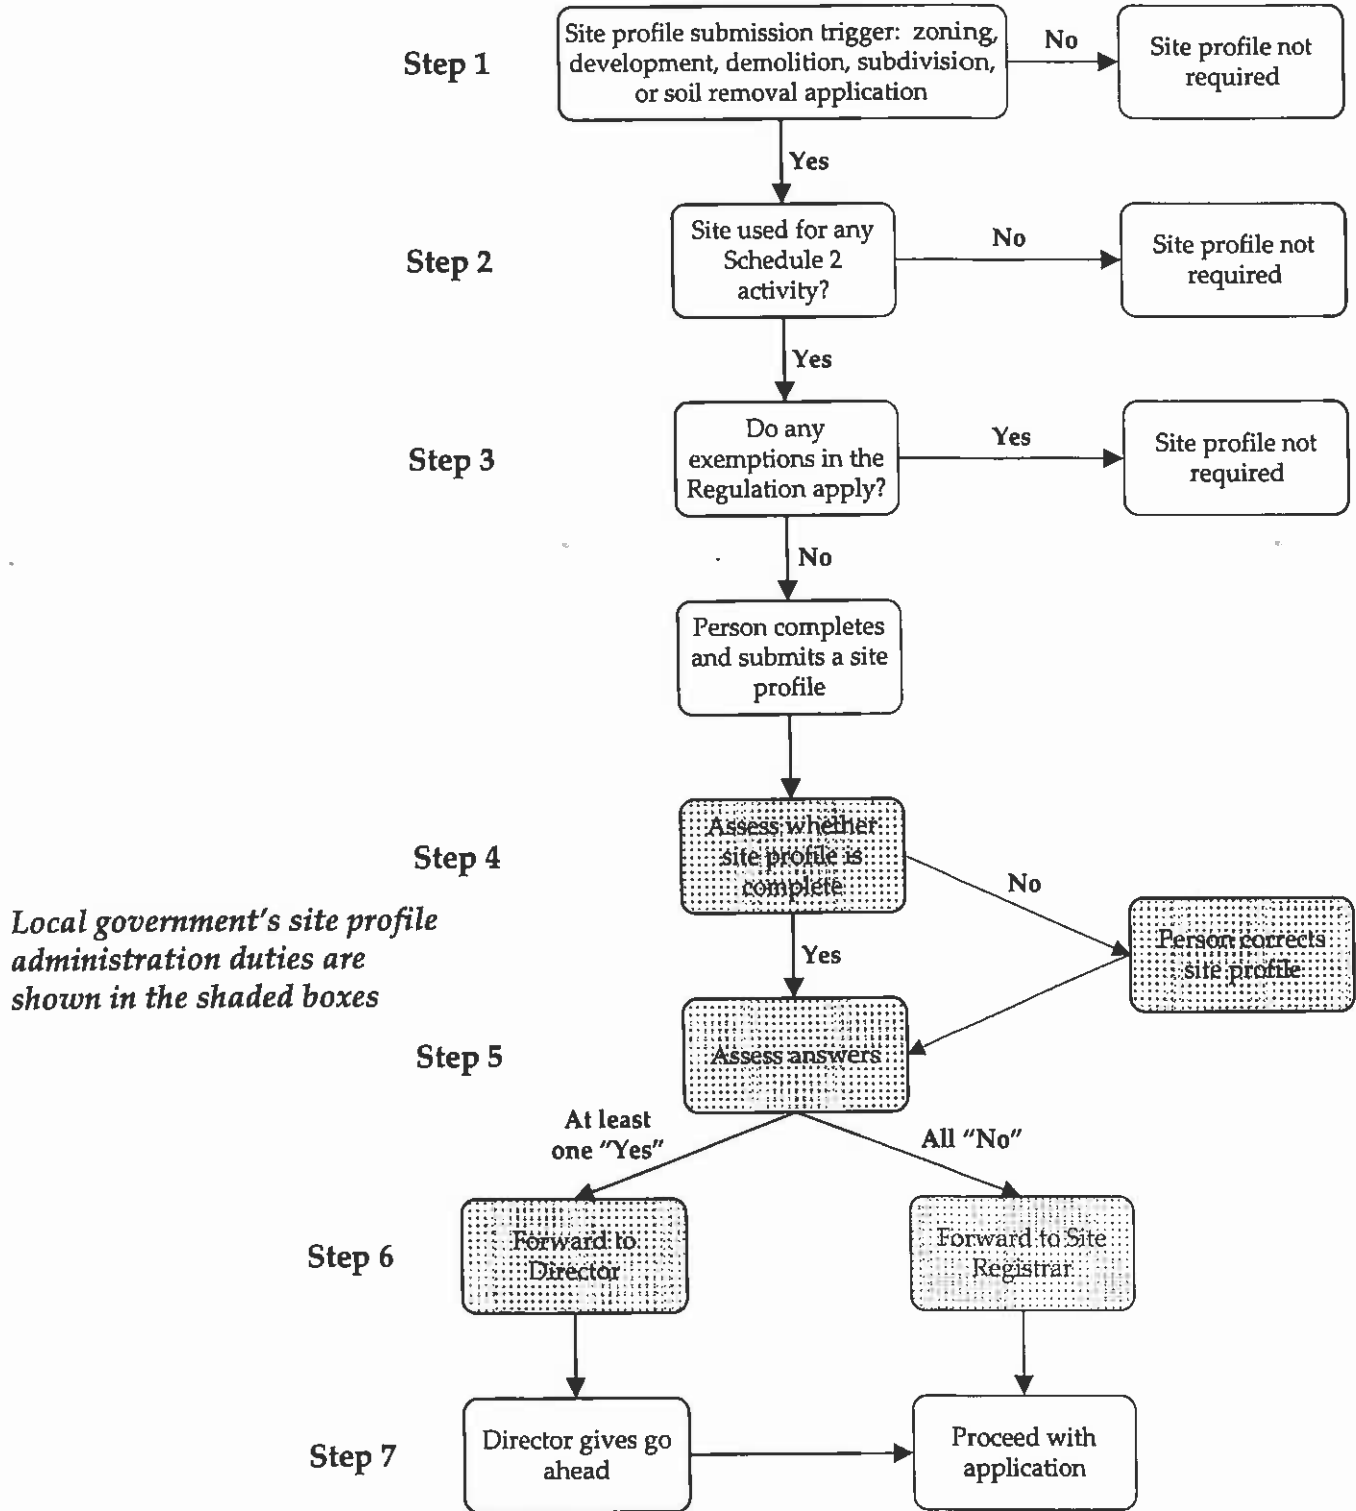 Step 1
Site profile submission trigger: zoning,
development, demolition, subdivision,
or soil removal application
No
Site profile not
required
Yes
Step 2
Site used for any
Schedule 2
activity?
No
Site profile not
required
Yes
Step 3
Do any
exemptions in the
Regulation apply?
Yes
Site profile not
required
No
Person completes
and submits a site
profile
Step 4
Assess whether
site profile is
complete
No
Local government's site profile
administration duties are
shown in the shaded boxes
Yes
Person corrects
site profile
Step 5
Assess answers
At least
one "Yes"
All "No"
Step 6
Forward to
Director
Forward to Site
Registrar
Step 7
Director gives go
ahead
Proceed with
application